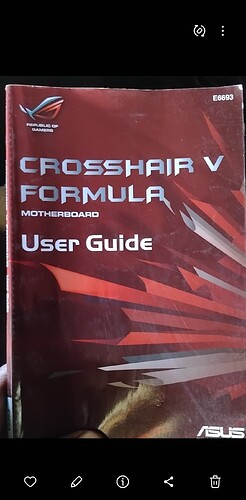 E6693
REPUBLIC OF
GAMERS
CROSSHAIR V
FORMULA
MOTHERBOARD
User Guide
ASUS